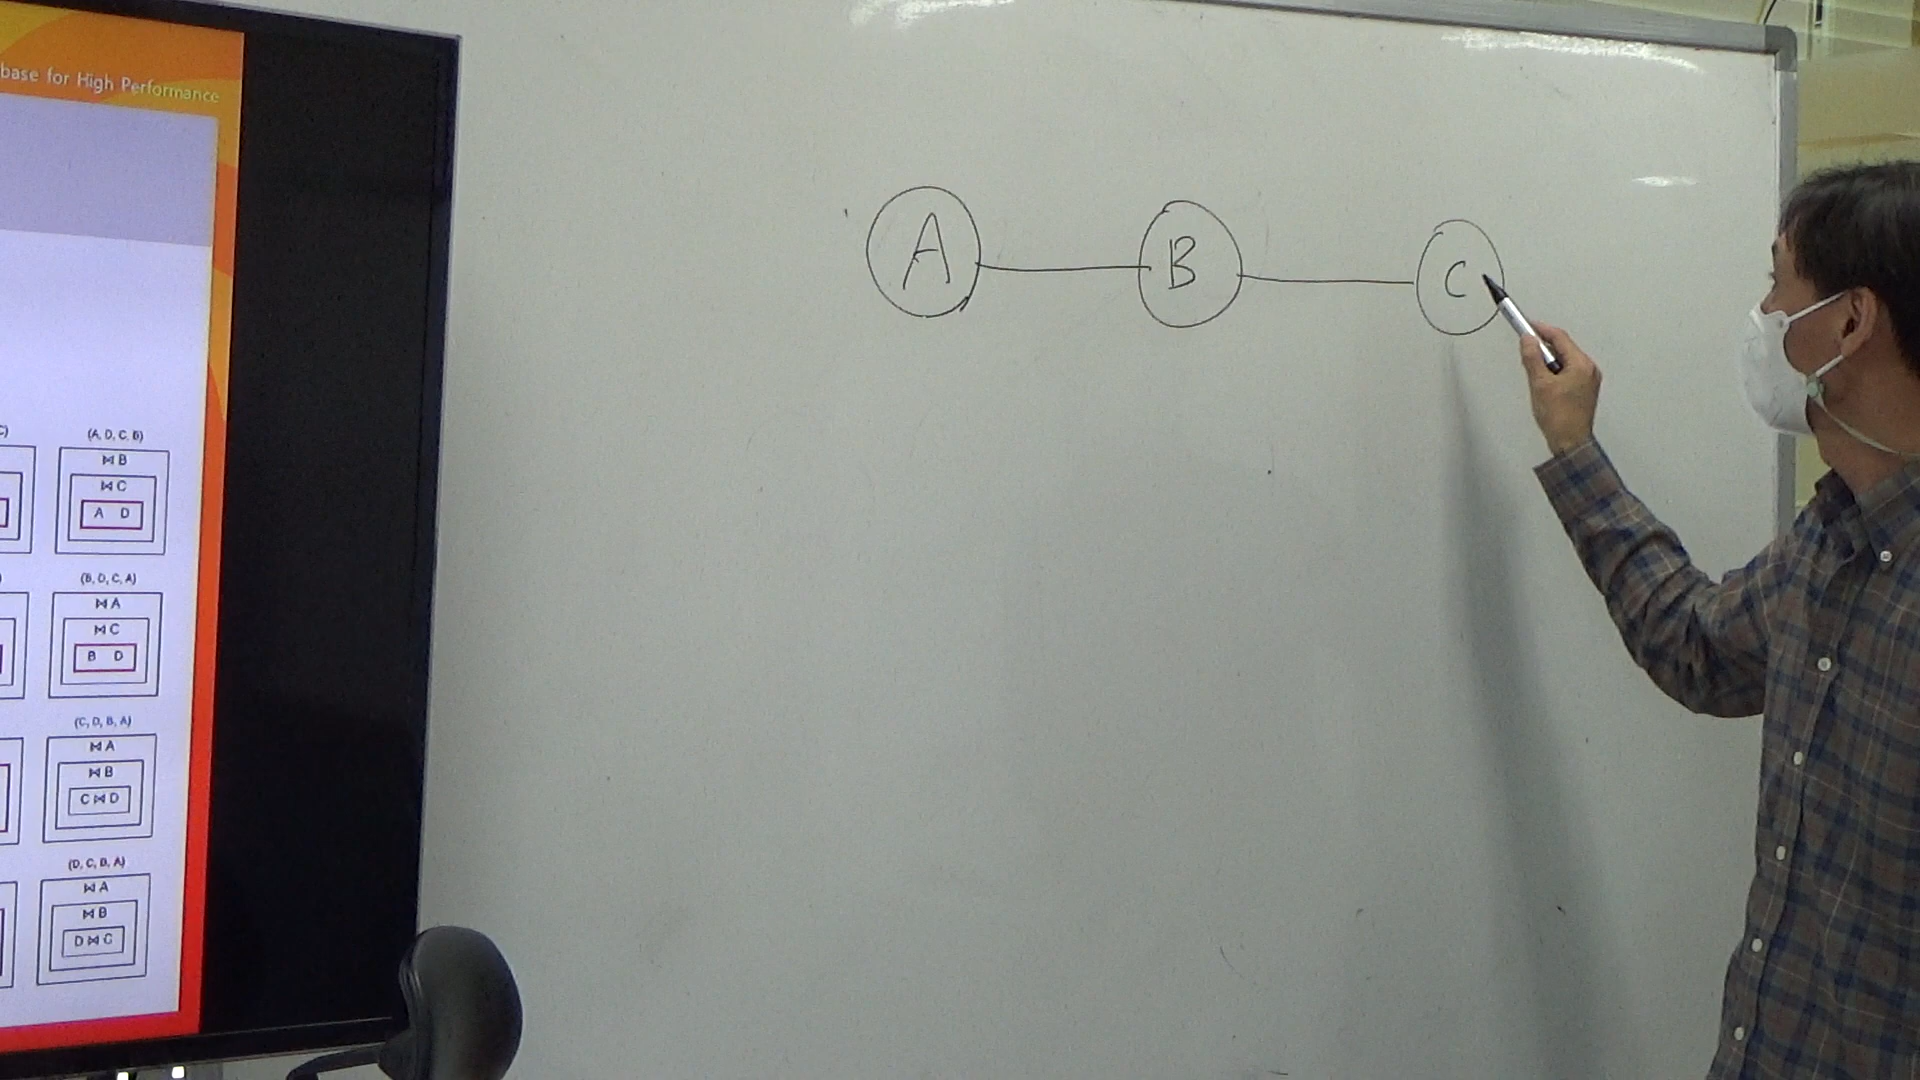 base for High Performance
(A, D, C, B)
⋈ B
⋈ C
A D
(B, D, C, A)
⋈ A
⋈ C
B D
(C, D, B, A)
⋈ A
⋈ B
C ⋈ D
(D, C, B, A)
⋈ A
⋈ B
D ⋈ C
A B C